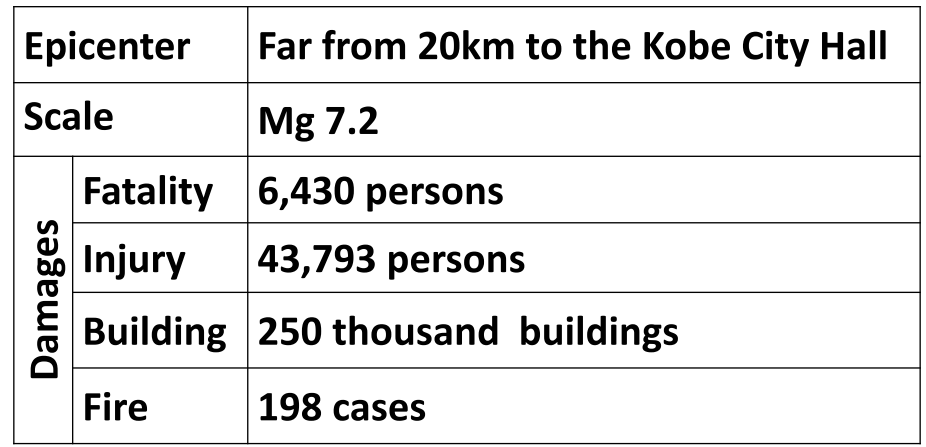 Epicenter Far from 20km to the Kobe City Hall
Scale Mg 7.2
Damages
Fatality 6,430 persons
Injury 43,793 persons
Building 250 thousand buildings
Fire 198 cases